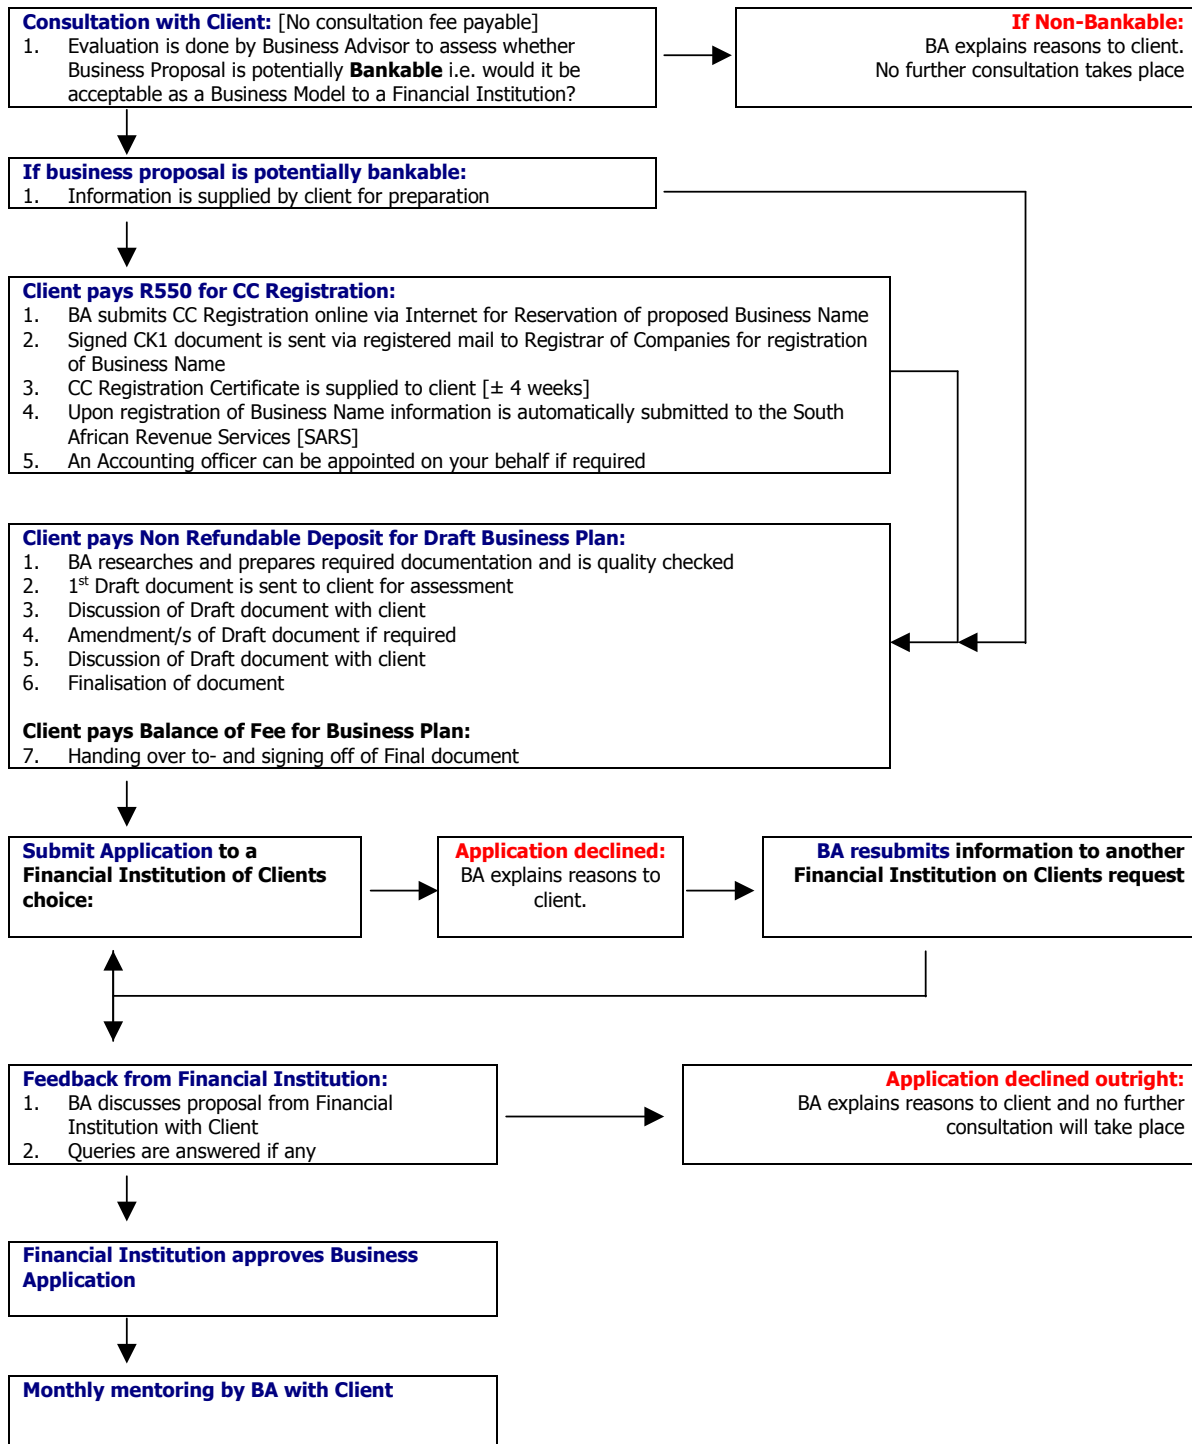 Consultation with Client: [No consultation fee payable]
1. Evaluation is done by Business Advisor to assess whether
Business Proposal is potentially Bankable i.e. would it be
acceptable as a Business Model to a Financial Institution?
If Non-Bankable:
BA explains reasons to client.
No further consultation takes place
If business proposal is potentially bankable:
1. Information is supplied by client for preparation
Client pays R550 for CC Registration:
1. BA submits CC Registration online via Internet for Reservation of proposed Business Name
2. Signed CK1 document is sent via registered mail to Registrar of Companies for registration
of Business Name
3. CC Registration Certificate is supplied to client [± 4 weeks]
4. Upon registration of Business Name information is automatically submitted to the South
African Revenue Services [SARS]
5. An Accounting officer can be appointed on your behalf if required
Client pays Non Refundable Deposit for Draft Business Plan:
1. BA researches and prepares required documentation and is quality checked
2. 1st Draft document is sent to client for assessment
3. Discussion of Draft document with client
4. Amendment/s of Draft document if required
5. Discussion of Draft document with client
6. Finalisation of document
Client pays Balance of Fee for Business Plan:
7. Handing over to- and signing off of Final document
Submit Application to a
Financial Institution of Clients
choice:
Application declined:
BA explains reasons to
client.
BA resubmits information to another
Financial Institution on Clients request
Feedback from Financial Institution:
1. BA discusses proposal from Financial
Institution with Client
2. Queries are answered if any
Application declined outright:
BA explains reasons to client and no further
consultation will take place
Financial Institution approves Business
Application
Monthly mentoring by BA with Client